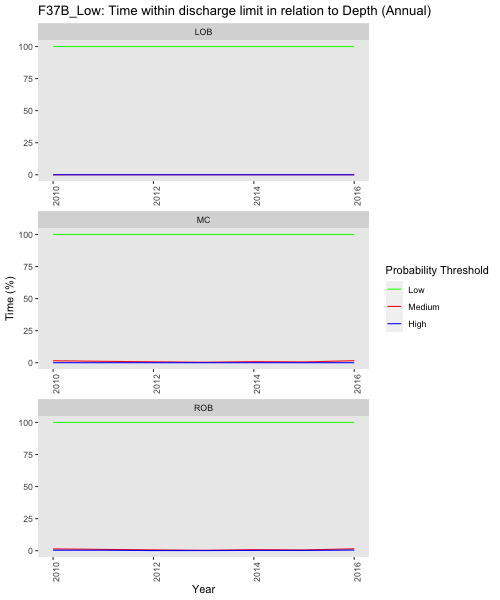 F37B_Low: Time within discharge limit in relation to Depth (Annual)
LOB
100
75
50
25
0
2010
2012
2014
2016
MC
100
75
50
25
0
2010
2012
2014
2016
ROB
100
75
50
25
0
2010
2012
2014
2016
Time (%)
Year
Probability Threshold
Low
Medium
High